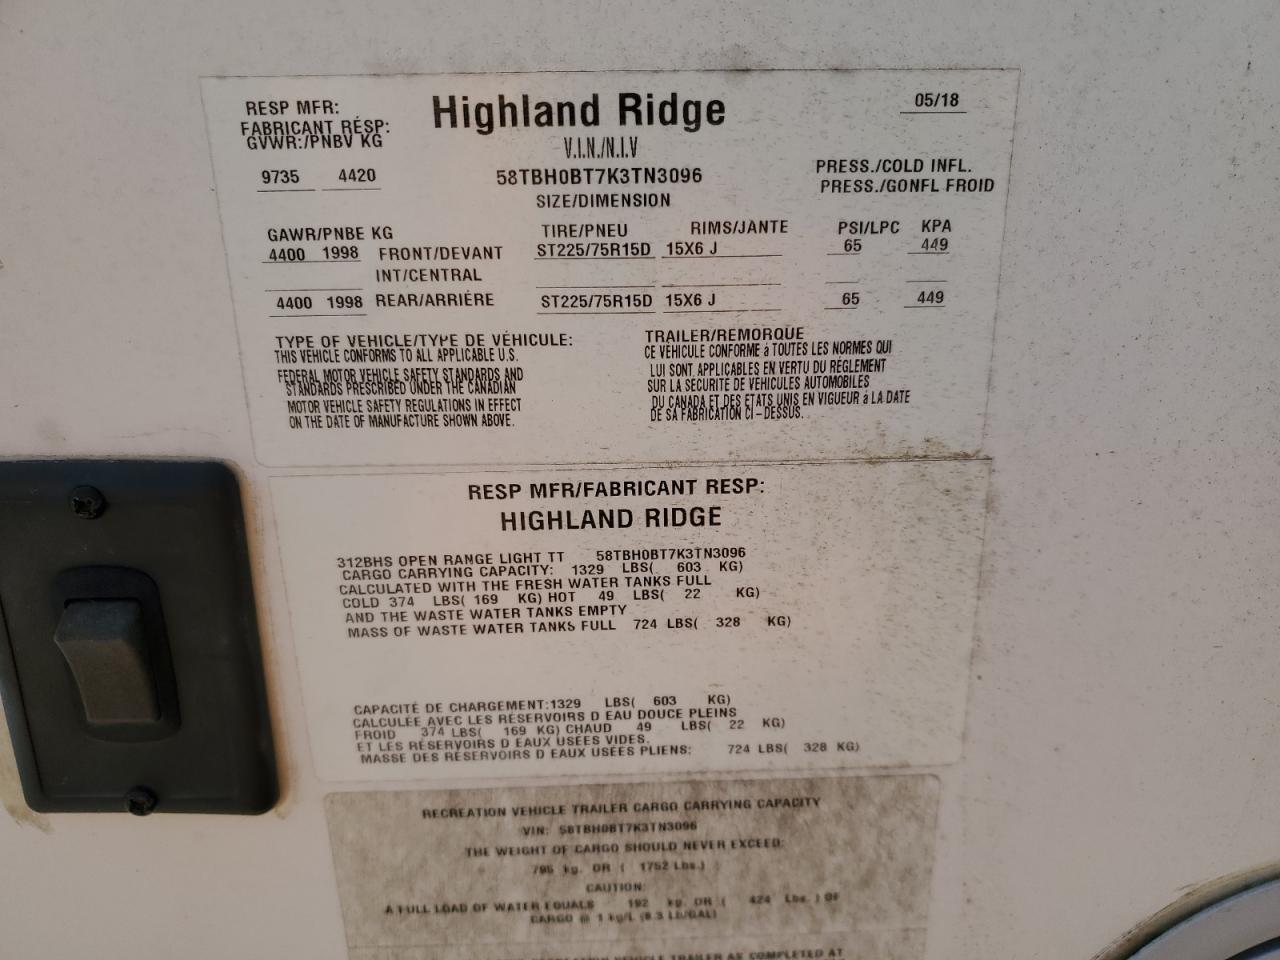 RESP MFR: Highland Ridge 05/18
FABRICANT RÉSP:
GVWR:/PNBV KG V.I.N./N.I.V
9735 4420 58TBH0BT7K3TN3096 PRESS./COLD INFL.
SIZE/DIMENSION PRESS./GONFL FROID
GAWR/PNBE KG TIRE/PNEU RIMS/JANTE PSI/LPC KPA
4400 1998 FRONT/DEVANT ST225/75R15D 15X6 J 65 449
INT/CENTRAL
4400 1998 REAR/ARRIÈRE ST225/75R15D 15X6 J 65 449
TYPE OF VEHICLE/TYPE DE VÉHICULE: TRAILER/REMORQUE
THIS VEHICLE CONFORMS TO ALL APPLICABLE U.S.
FEDERAL MOTOR VEHICLE SAFETY STANDARDS AND
STANDARDS PRESCRIBED UNDER THE CANADIAN
MOTOR VEHICLE SAFETY REGULATIONS IN EFFECT
ON THE DATE OF MANUFACTURE SHOWN ABOVE.
CE VÉHICULE CONFORME à TOUTES LES NORMES QUI
LUI SONT APPLICABLES EN VERTU DU RÈGLEMENT
SUR LA SECURITE DE VÉHICULES AUTOMOBILES
DU CANADA ET DES ETATS UNIS EN VIGUEUR à LA DATE
DE SA FABRICATION CI-DESSUS.
RESP MFR/FABRICANT RESP:
HIGHLAND RIDGE
312BHS OPEN RANGE LIGHT TT 58TBH0BT7K3TN3096
CARGO CARRYING CAPACITY: 1329 LBS( 603 KG)
CALCULATED WITH THE FRESH WATER TANKS FULL
COLD 374 LBS( 169 KG) HOT 49 LBS( 22 KG)
AND THE WASTE WATER TANKS EMPTY
MASS OF WASTE WATER TANKS FULL 724 LBS( 328 KG)
CAPACITÉ DE CHARGEMENT:1329 LBS( 603 KG)
CALCULÉE AVEC LES RÉSERVOIRS D EAU DOUCE PLEINS
FROID 374 LBS( 169 KG) CHAUD 49 LBS( 22 KG)
ET LES RÉSERVOIRS D EAUX USÉES VIDES.
MASSE DES RÉSERVOIRS D EAUX USÉES PLIENS: 724 LBS( 328 KG)
RECREATION VEHICLE TRAILER CARGO CARRYING CAPACITY
VIN: 58TBH0BT7K3TN3096
THE WEIGHT OF CARGO SHOULD NEVER EXCEED:
795 kg. OR ( 1752 Lbs.)
CAUTION:
A FULL LOAD OF WATER EQUALS 192 kg. OR ( 424 Lbs. ) OF
CARGO @ 1 kg/L (8.3 LB/GAL)
RECREATION VEHICLE TRAILER AS COMPLETED AT